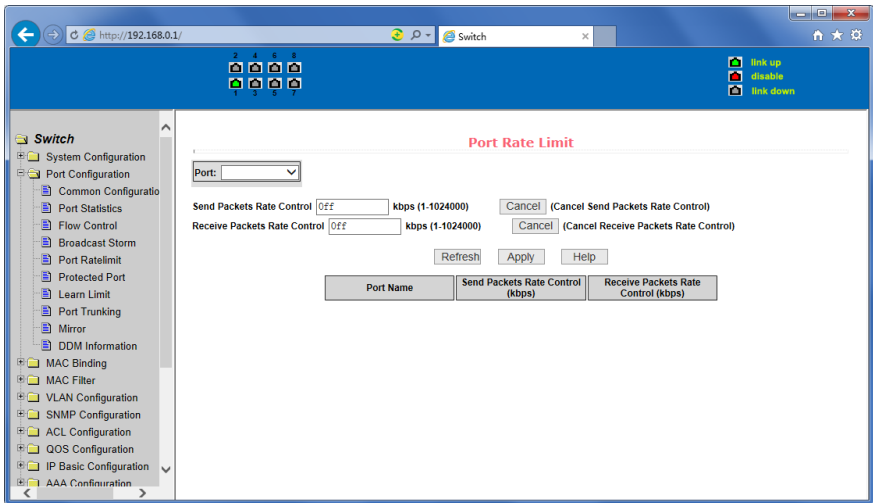 http://192.168.0.1/
Switch
2 4 6 8
1 3 5 7
link up
disable
link down
Switch
System Configuration
Port Configuration
Common Configuratio
Port Statistics
Flow Control
Broadcast Storm
Port Ratelimit
Protected Port
Learn Limit
Port Trunking
Mirror
DDM Information
MAC Binding
MAC Filter
VLAN Configuration
SNMP Configuration
ACL Configuration
QOS Configuration
IP Basic Configuration
AAA Configuration
Port Rate Limit
Port:
Send Packets Rate Control Off kbps (1-1024000) Cancel (Cancel Send Packets Rate Control)
Receive Packets Rate Control Off kbps (1-1024000) Cancel (Cancel Receive Packets Rate Control)
Refresh Apply Help
Port Name Send Packets Rate Control (kbps) Receive Packets Rate Control (kbps)